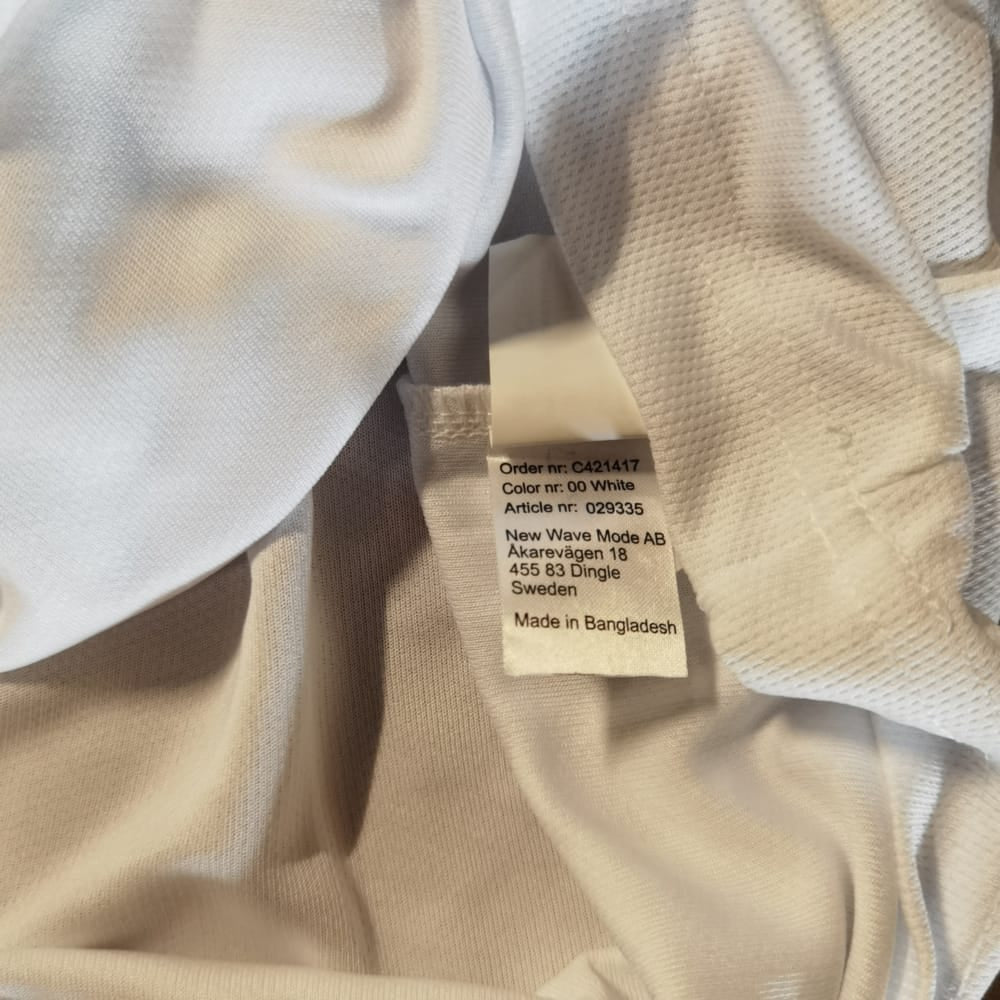 Order nr: C421417
Color nr: 00 White
Article nr: 029335
New Wave Mode AB
Åkarevägen 18
455 83 Dingle
Sweden
Made in Bangladesh